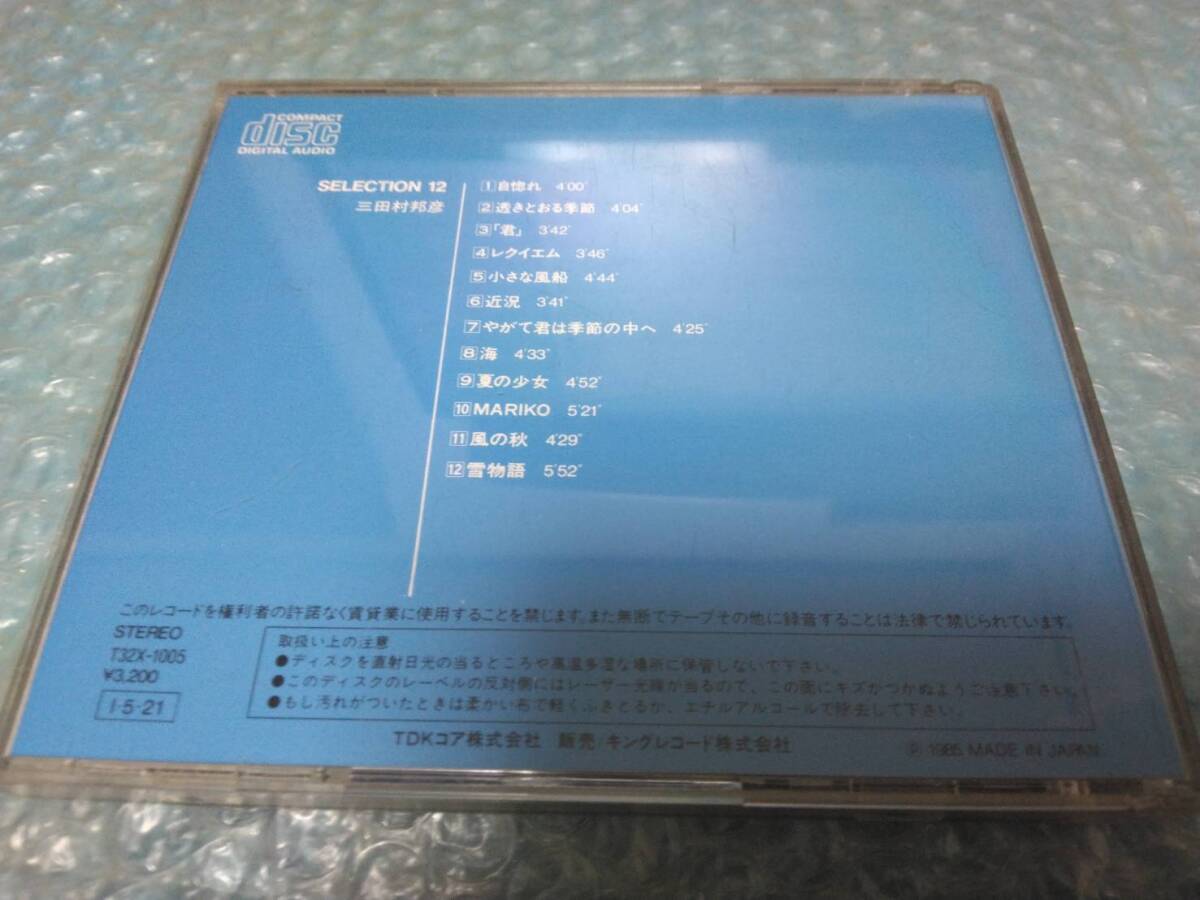 COMPACT
disc
DIGITAL AUDIO
SELECTION 12
三田村邦彦
1 自惚れ 4'00"
2 透きとおる季節 4'04"
3 「君」 3'42"
4 レクイエム 3'46"
5 小さな風船 4'44"
6 近況 3'41"
7 やがて君は季節の中へ 4'25"
8 海 4'33"
9 夏の少女 4'52"
10 MARIKO 5'21"
11 風の秋 4'29"
12 雪物語 5'52"
このレコードを権利者の許諾なく賃貸業に使用することを禁じます。また無断でテープその他に録音することは法律で禁じられています。
STEREO
T32X-1005
¥3,200
I-5-21
取扱い上の注意
●ディスクを直射日光の当るところや高温多湿な場所に保管しないで下さい。
●このディスクのレーベルの反対側にはレーザー光線が当るので、この面にキズがつかぬようご注意下さい。
●もし汚れがついたときは柔かい布で軽くふきとるか、エチルアルコールで除去して下さい。
TDKコア株式会社 販売/キングレコード株式会社
Ⓟ 1985 MADE IN JAPAN